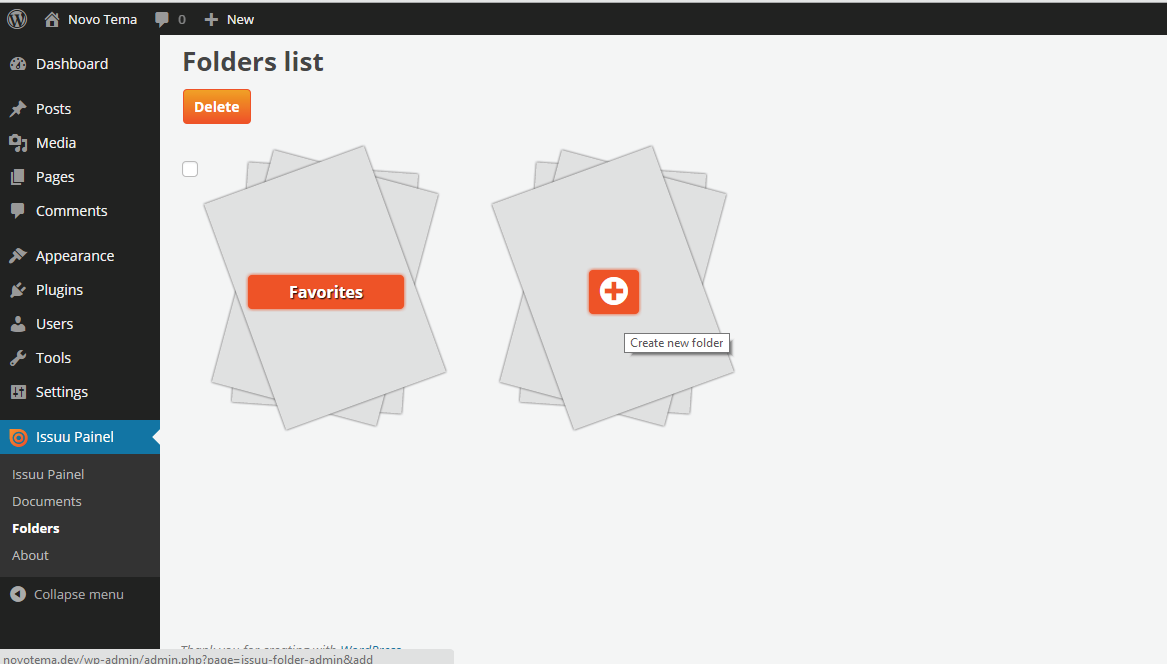 Novo Tema 0 New
Dashboard
Posts
Media
Pages
Comments
Appearance
Plugins
Users
Tools
Settings
Issuu Painel
Issuu Painel
Documents
Folders
About
Collapse menu
Folders list
Delete
Favorites
Create new folder
Thank you for creating with WordPress
novotema.dev/wp-admin/admin.php?page=issuu-folder-admin&add